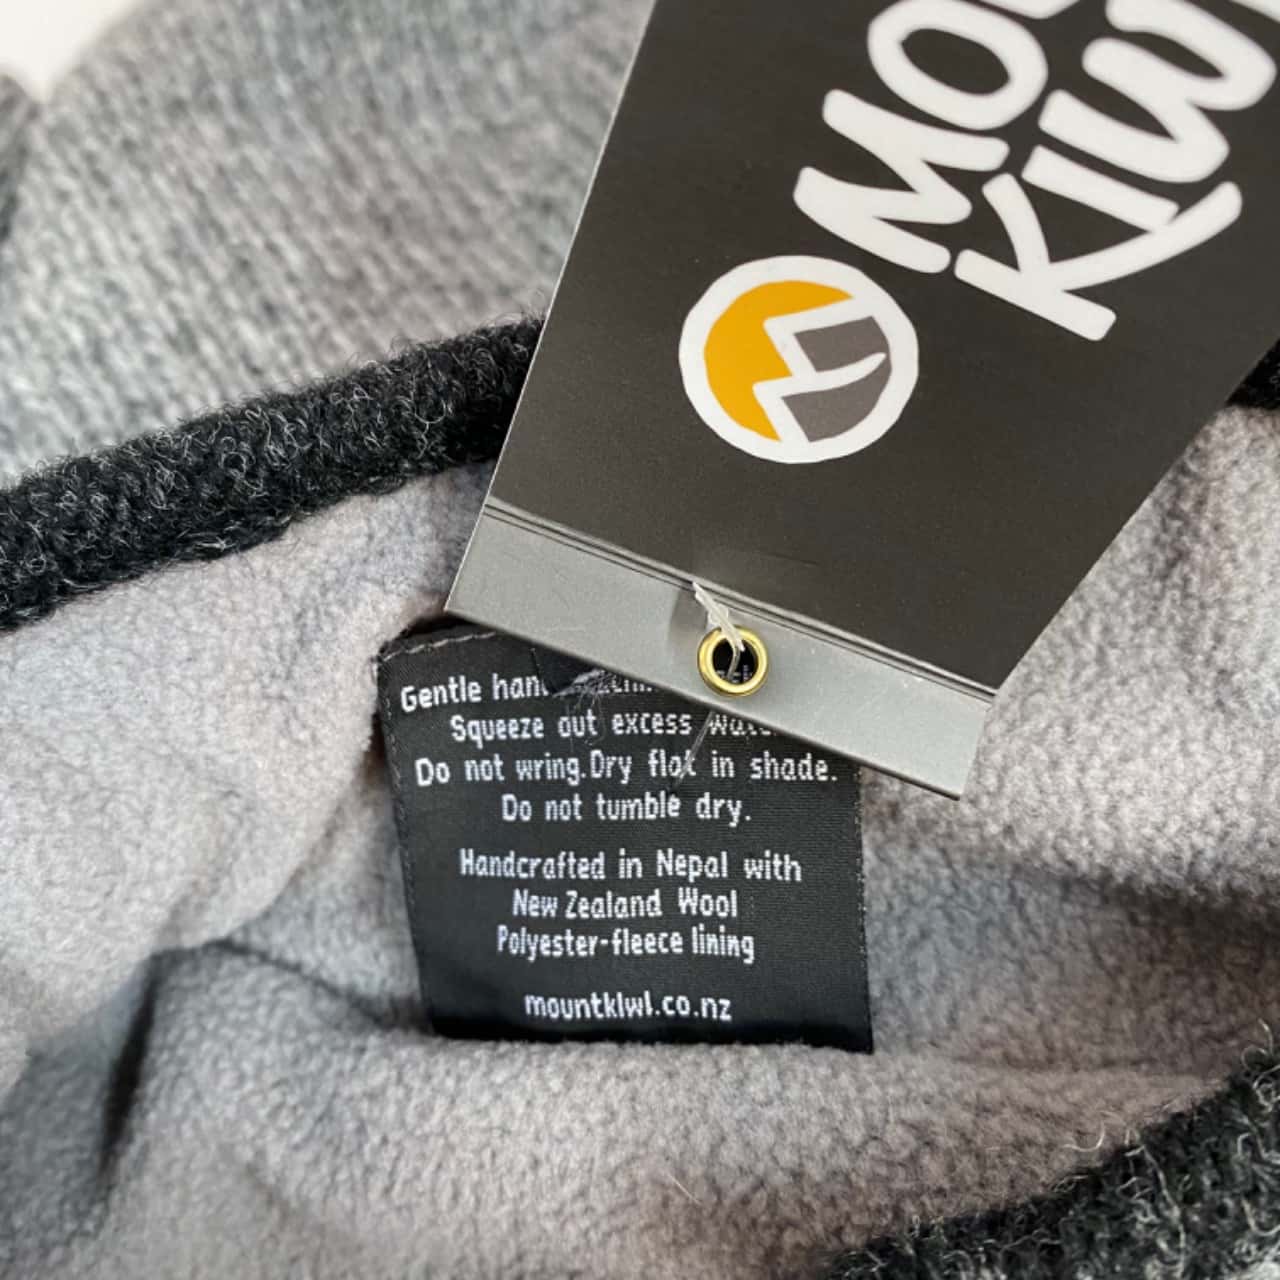 KIWI
Gentle
Squeeze out excess
Do not wring.Dry flat in shade.
Do not tumble dry.
Handcrafted in Nepal with
New Zealand Wool
Polyester-fleece lining
mountkiwi.co.nz